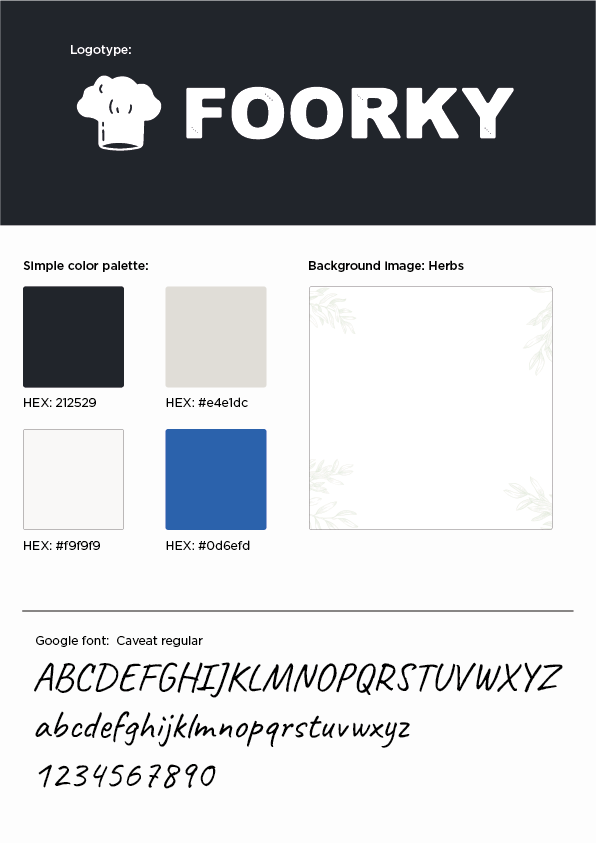 Logotype:
FOORKY
Simple color palette:
Background image: Herbs
HEX: 212529
HEX: #e4e1dc
HEX: #f9f9f9
HEX: #0d6efd
Google font:  Caveat regular
ABCDEFGHIJKLMNOPQRSTUVWXYZ
abcdefghijklmnopqrstuvwxyz
1234567890